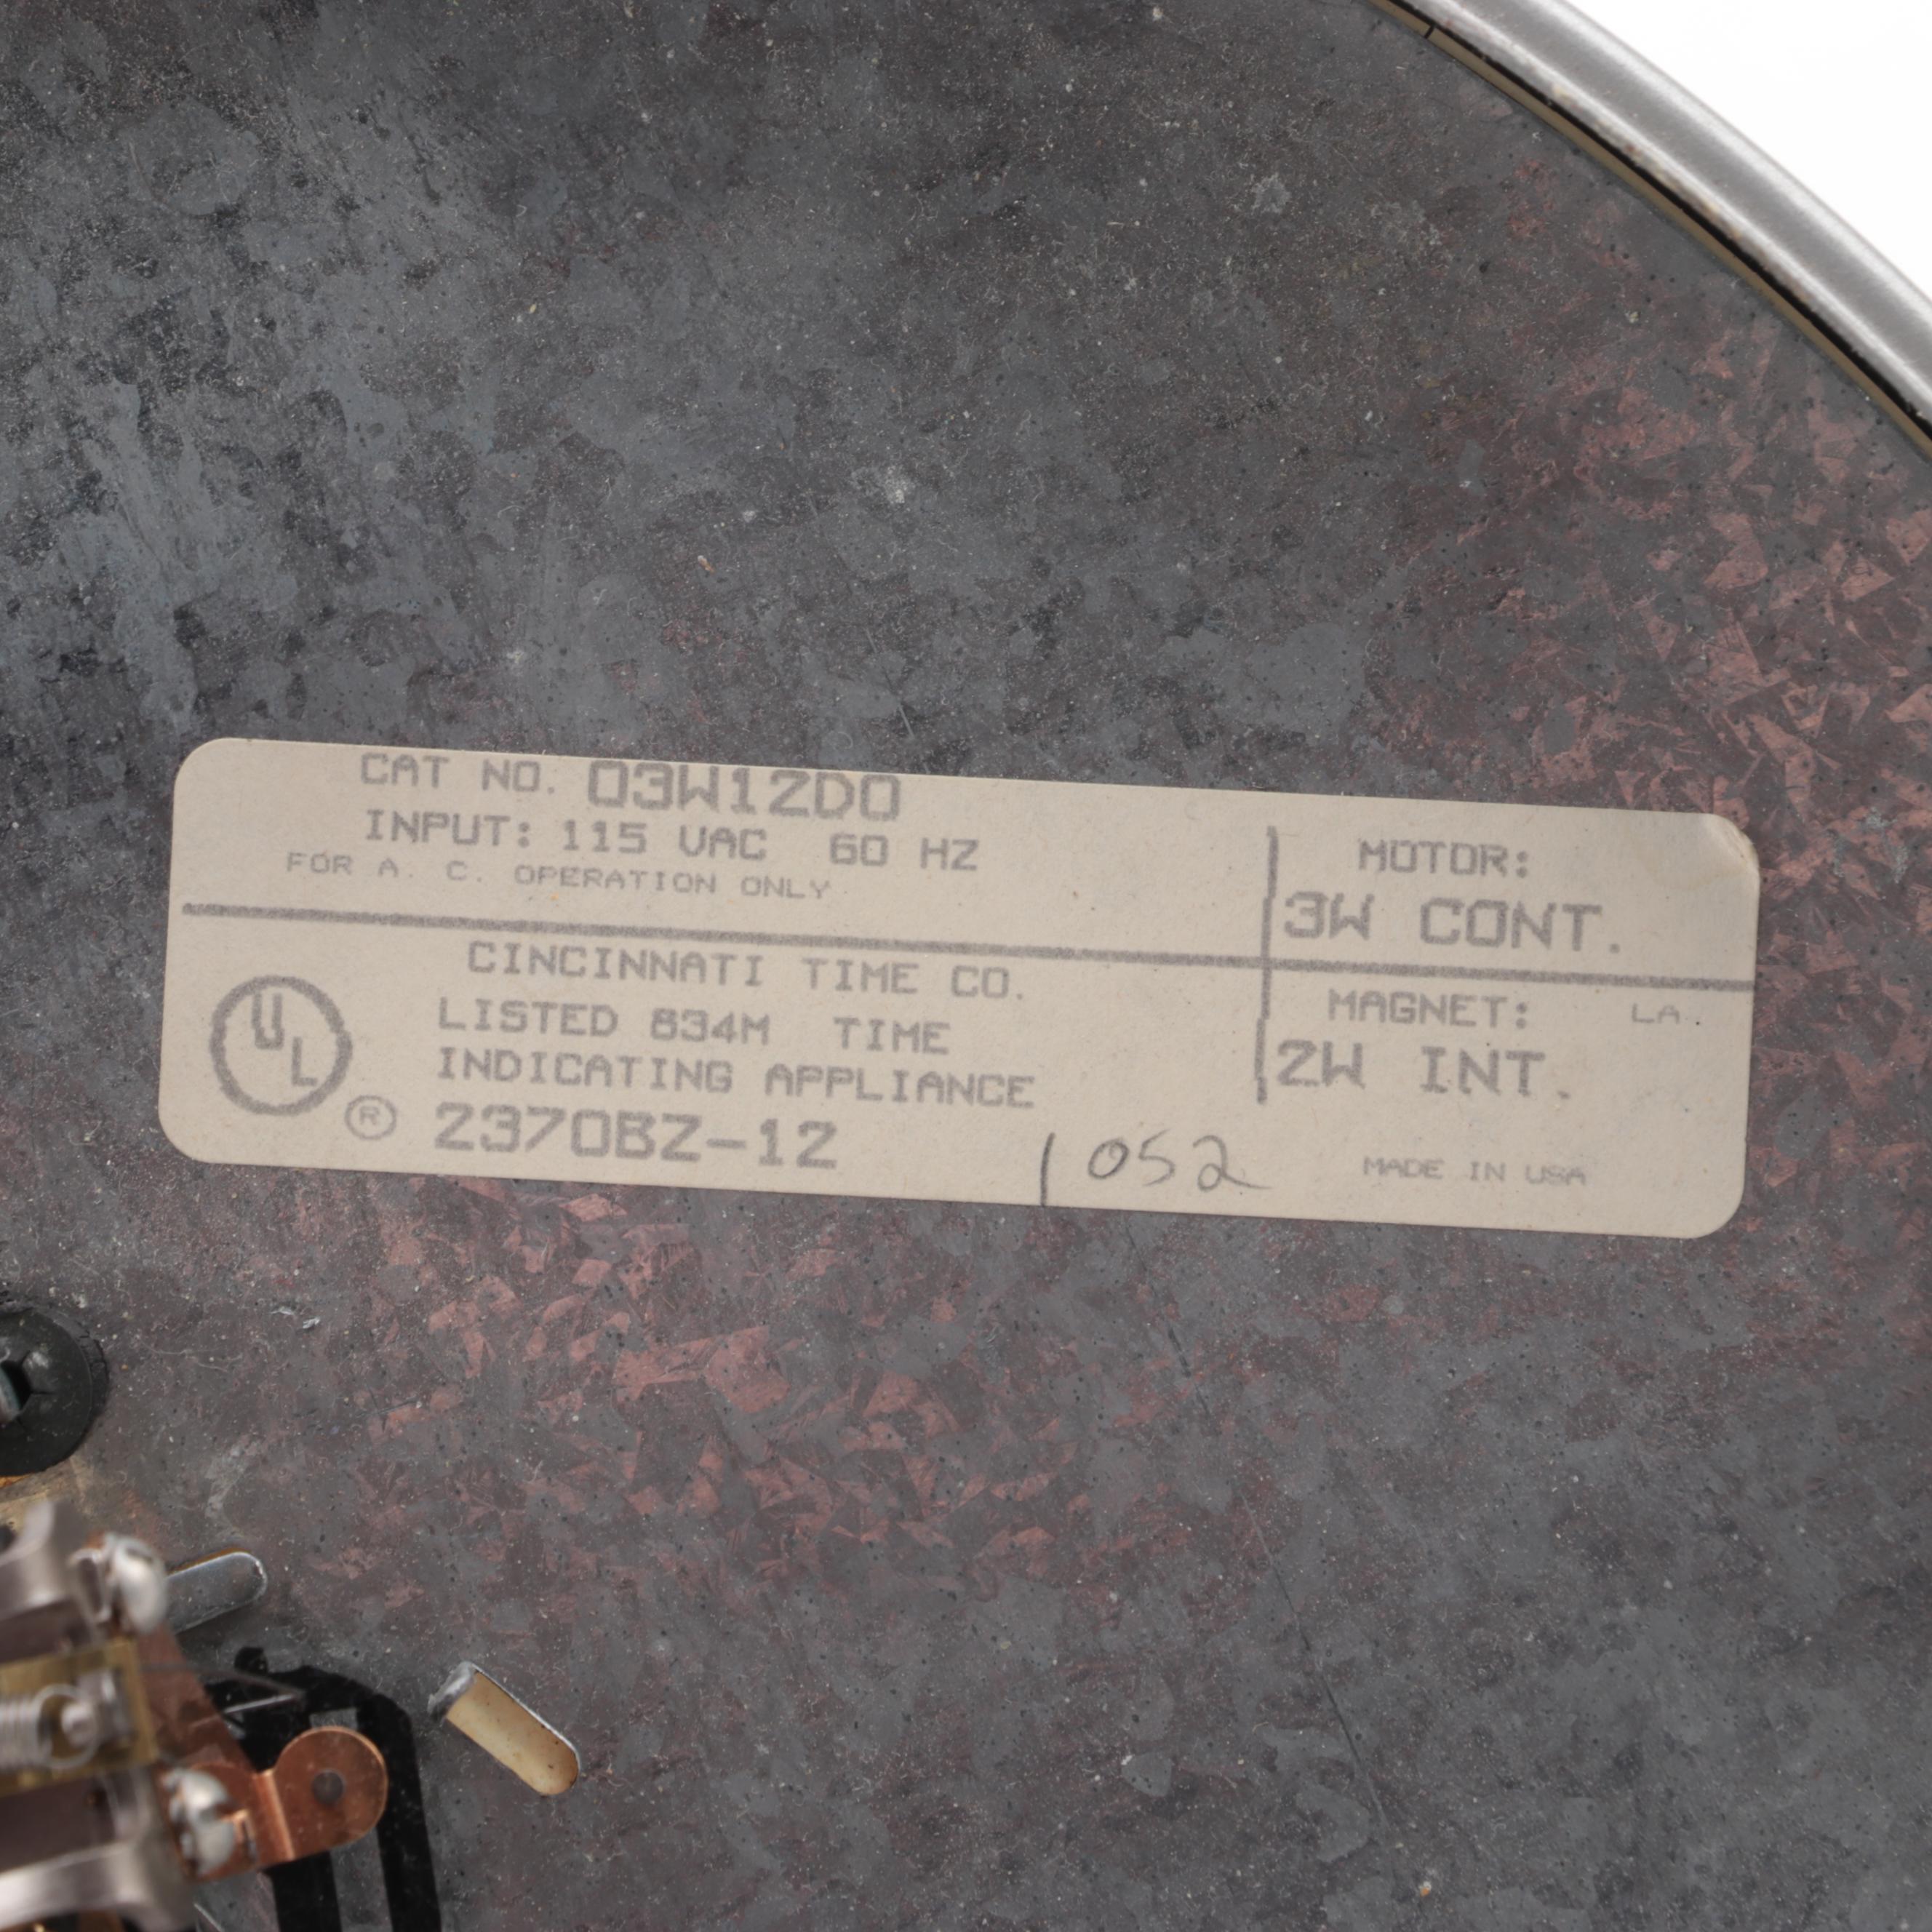 CAT NO. 03W12D0
INPUT: 115 VAC 60 HZ
FOR A. C. OPERATION ONLY
MOTOR:
3W CONT.
CINCINNATI TIME CO.
UL ®
LISTED 834M TIME
INDICATING APPLIANCE
2370BZ-12
MAGNET: LA.
2W INT.
1052
MADE IN USA